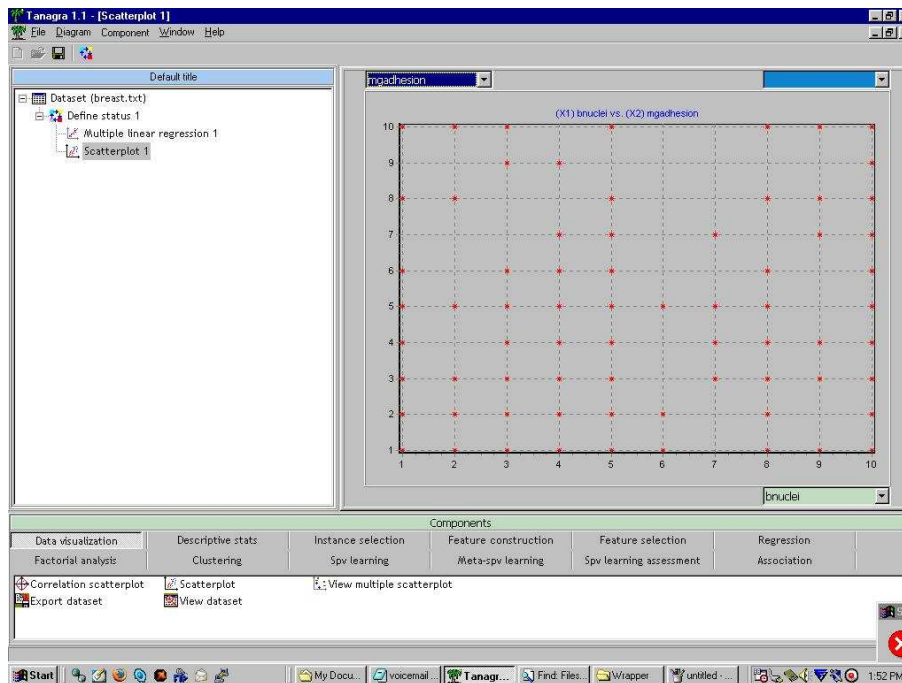 Tanagra 1.1 - [Scatterplot 1]
File Diagram Component Window Help
Default title
Dataset (breast.txt)
Define status 1
Multiple linear regression 1
Scatterplot 1
mgadhesion
(X1) bnuclei vs. (X2) mgadhesion
10
9
8
7
6
5
4
3
2
1
1 2 3 4 5 6 7 8 9 10
bnuclei
Components
Data visualization Descriptive stats Instance selection Feature construction Feature selection Regression
Factorial analysis Clustering Spv learning Meta-spv learning Spv learning assessment Association
Correlation scatterplot Scatterplot View multiple scatterplot
Export dataset View dataset
Start My Docu... voicemail ... Tanagr... Find: Files... Wrapper untitled - ... 1:52 PM